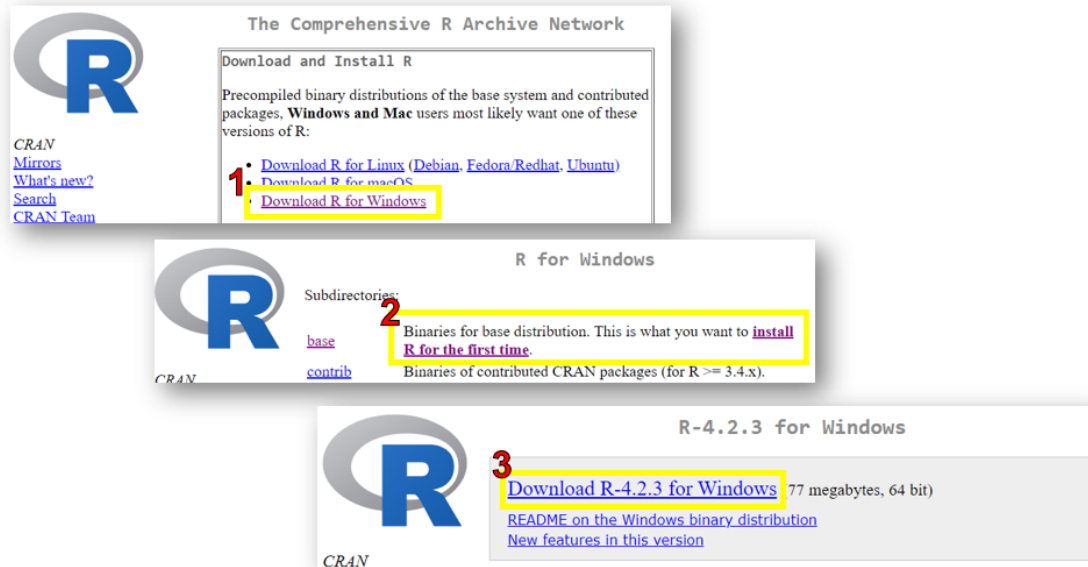 The Comprehensive R Archive Network
R
Download and Install R
Precompiled binary distributions of the base system and contributed
packages, Windows and Mac users most likely want one of these
versions of R:
CRAN
Mirrors
What's new?
Search
CRAN Team
• Download R for Linux (Debian, Fedora/Redhat, Ubuntu)
• Download R for macOS
1
• Download R for Windows
R for Windows
R
Subdirectories:
2
base
Binaries for base distribution. This is what you want to install
R for the first time.
contrib
Binaries of contributed CRAN packages (for R >= 3.4.x).
CRAN
R-4.2.3 for Windows
R
3
Download R-4.2.3 for Windows (77 megabytes, 64 bit)
README on the Windows binary distribution
New features in this version
CRAN